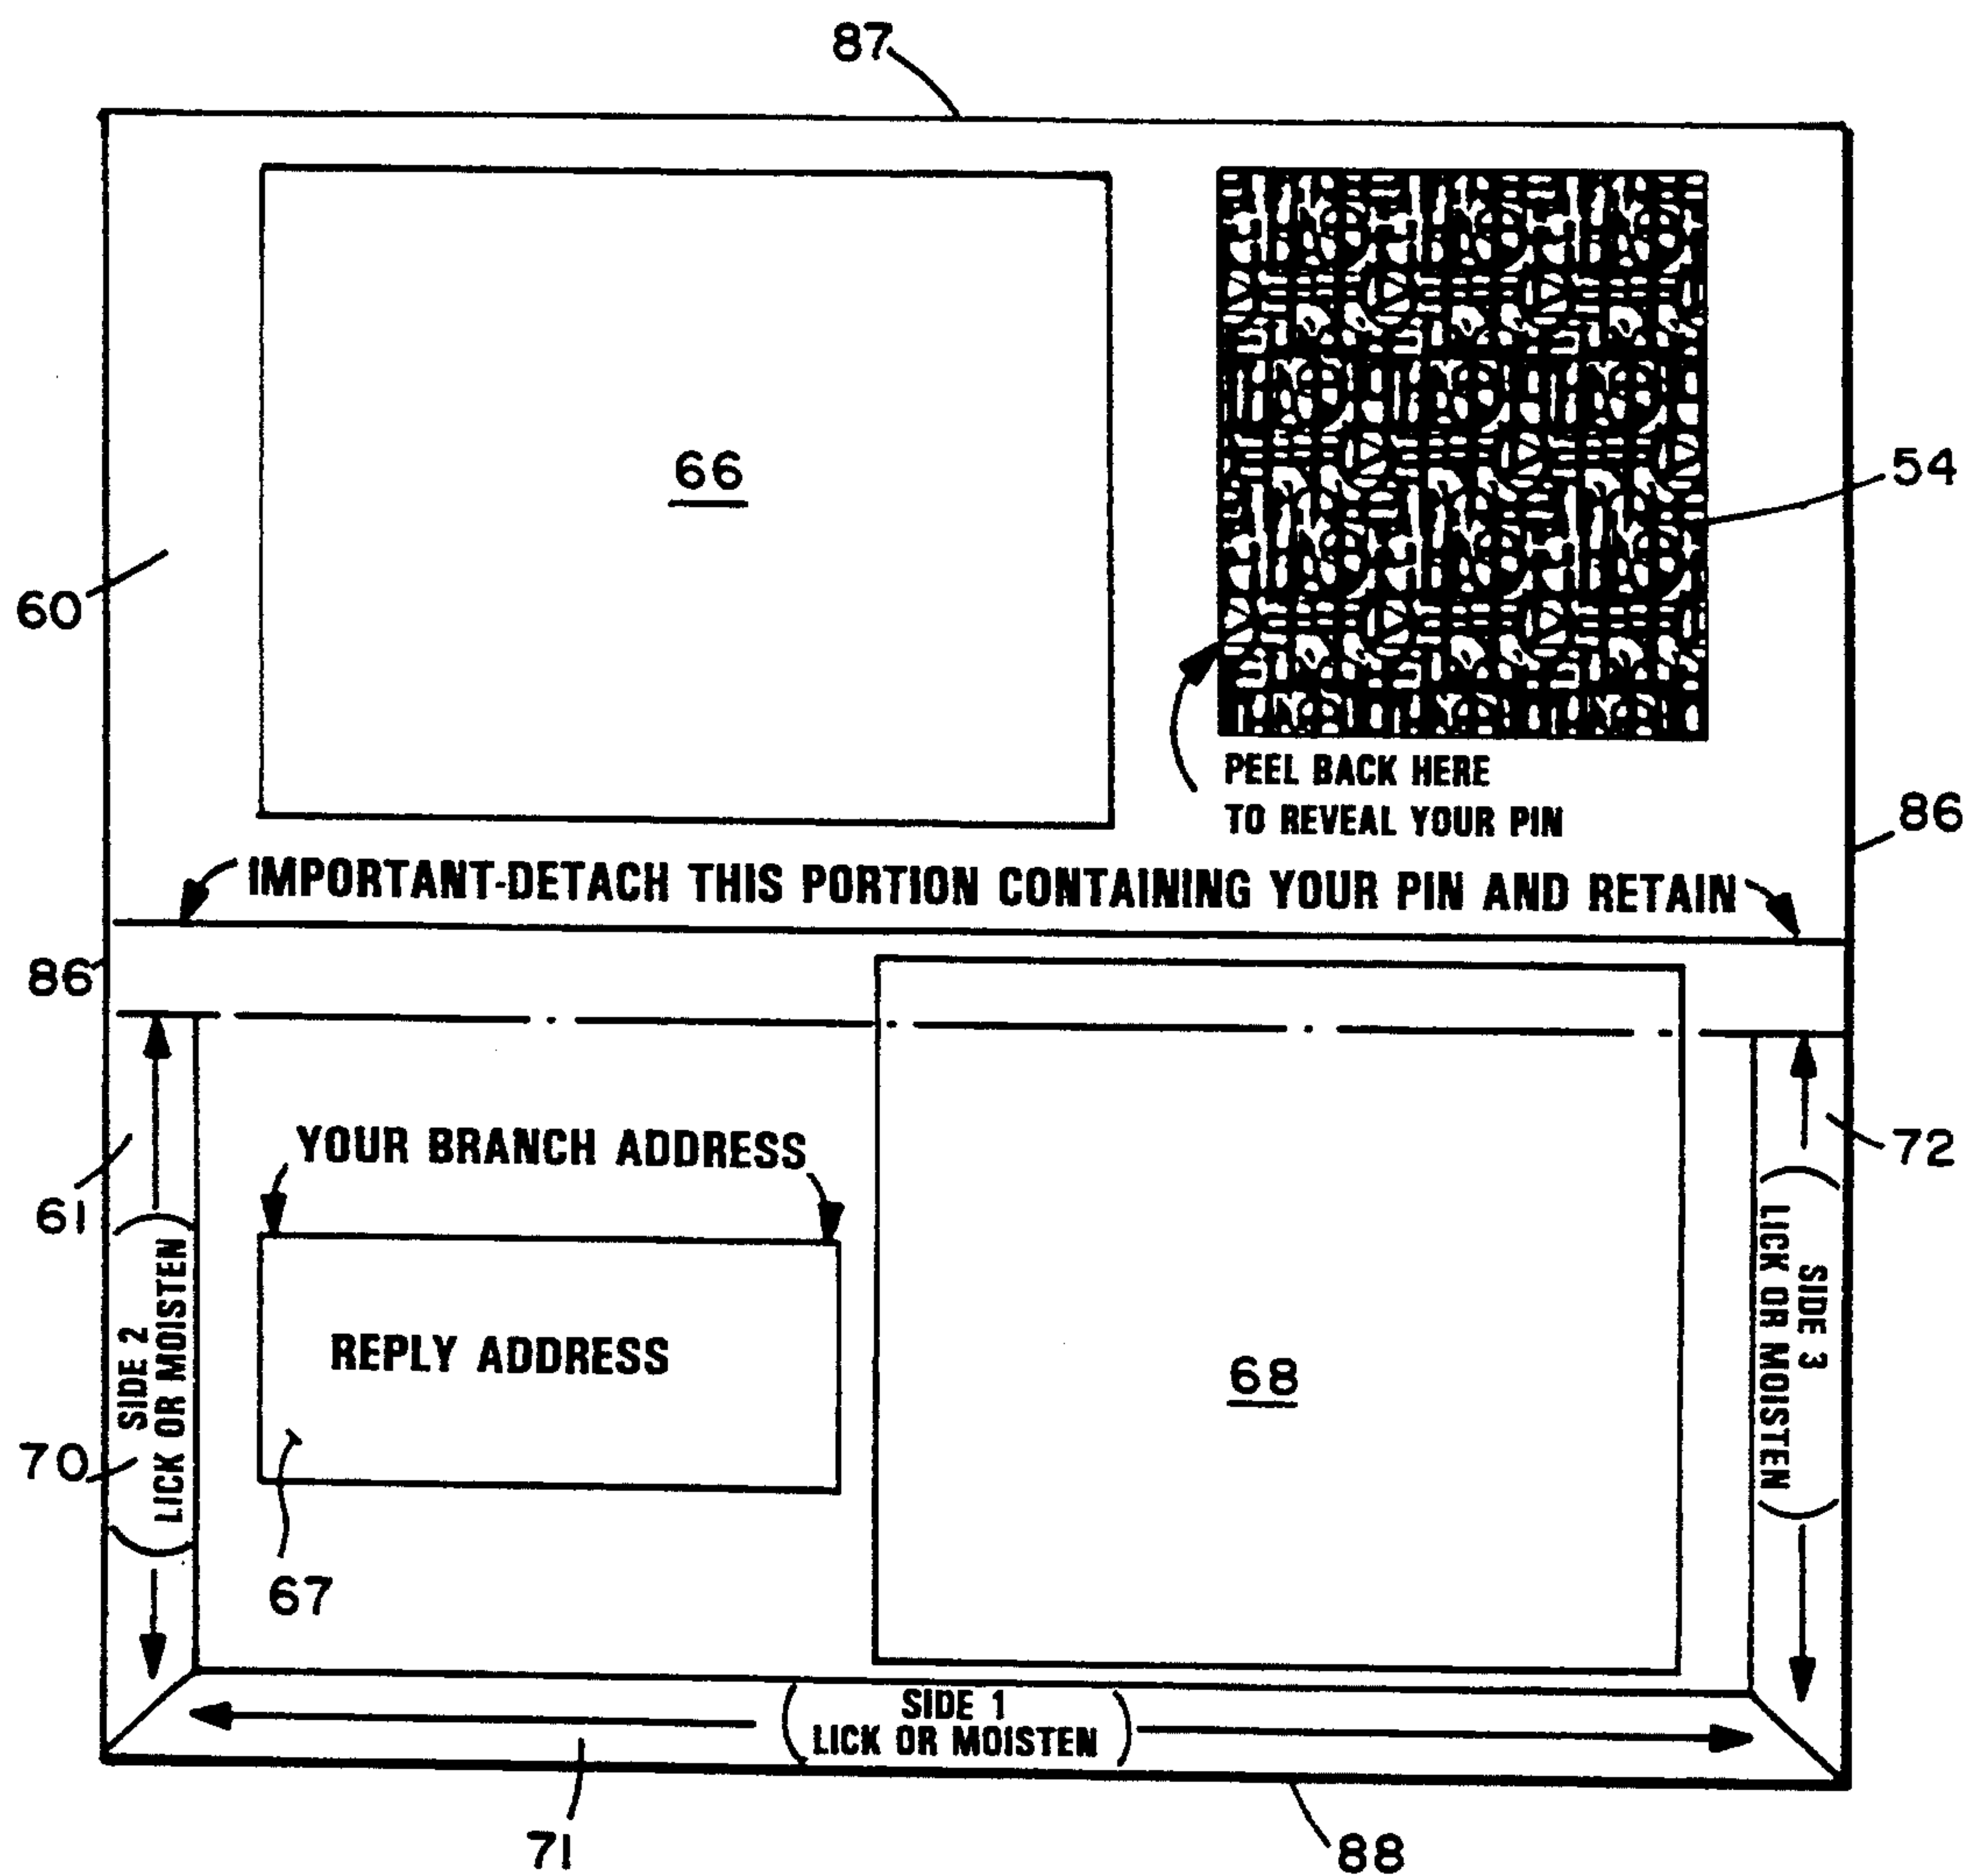 87
66
54
60
PEEL BACK HERE
TO REVEAL YOUR PIN
86
IMPORTANT-DETACH THIS PORTION CONTAINING YOUR PIN AND RETAIN
86
YOUR BRANCH ADDRESS
72
61
REPLY ADDRESS
68
SIDE 2
LICK OR MOISTEN
SIDE 3
LICK OR MOISTEN
70
67
SIDE 1
LICK OR MOISTEN
71
88